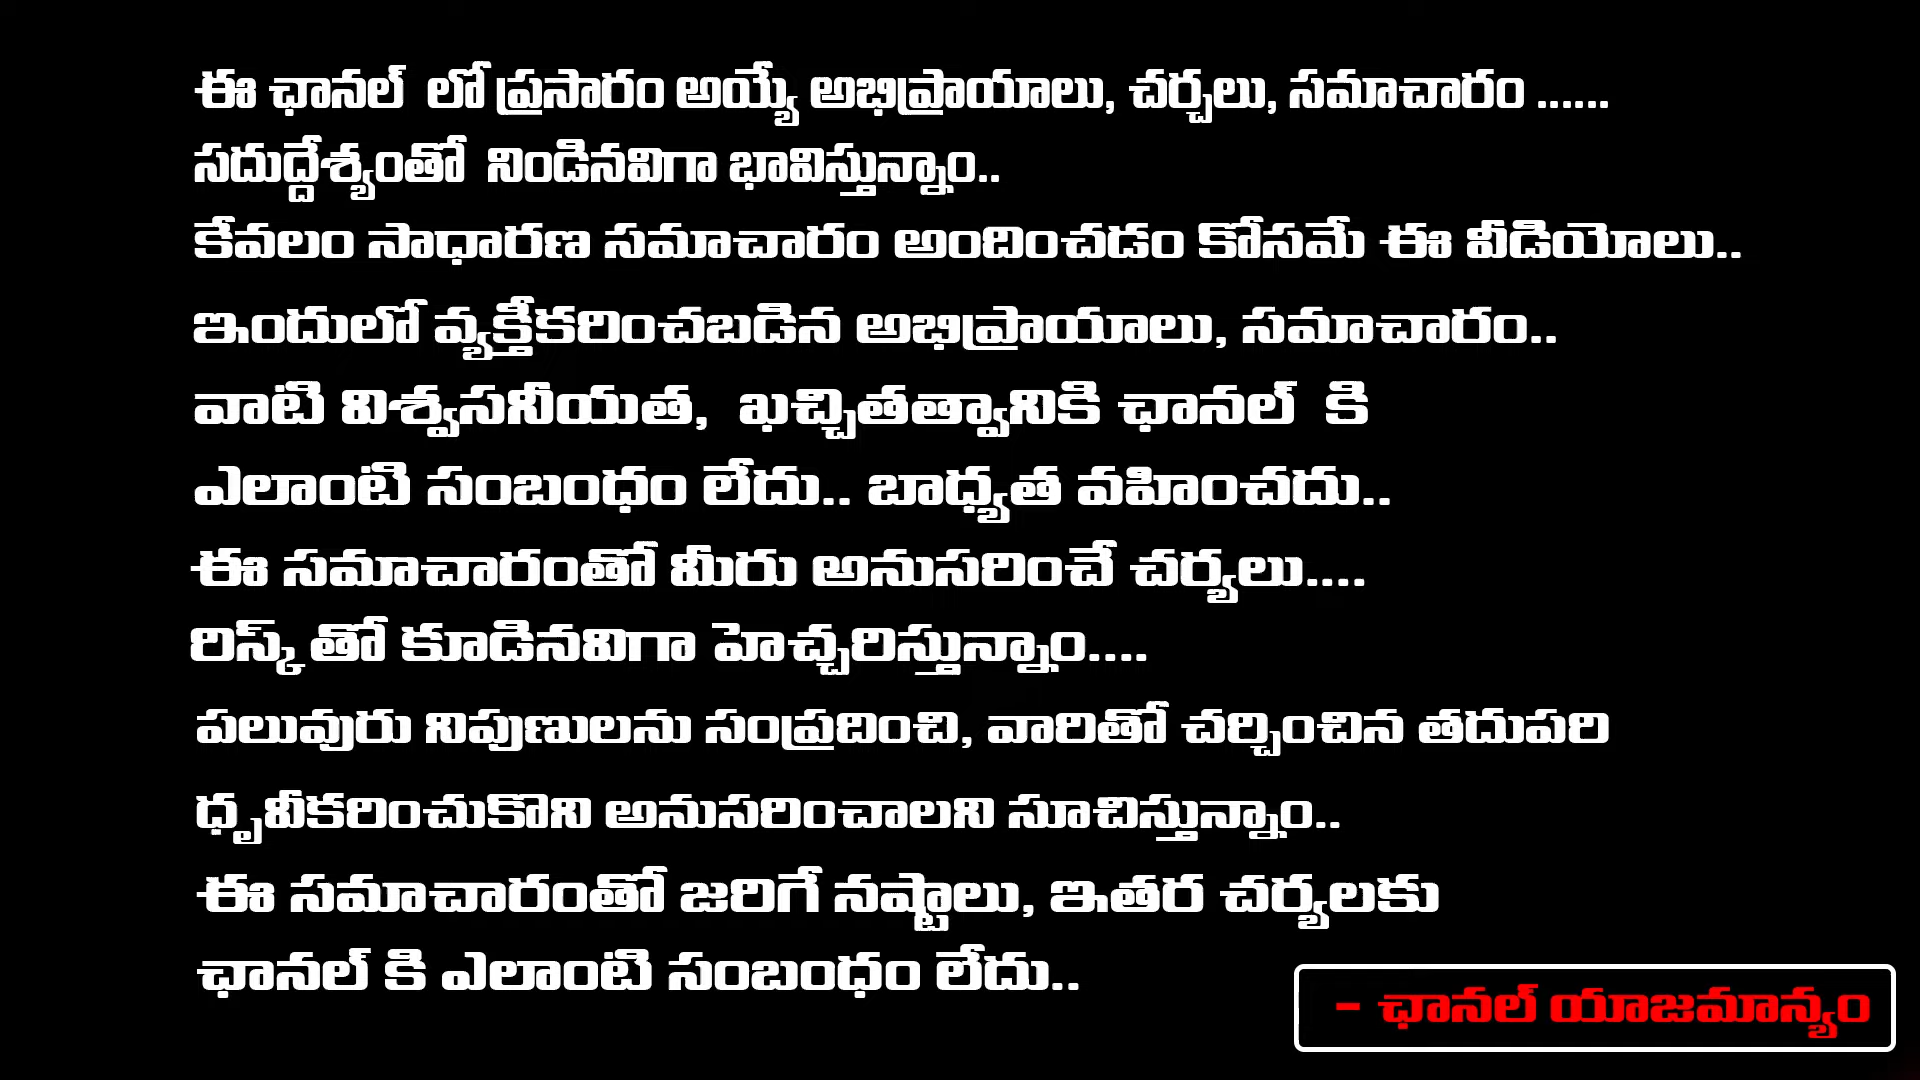 ఈ ఛానల్ లో ప్రసారం అయ్యే అభిప్రాయాలు, చర్చలు, సమాచారం ......
సదుద్దేశ్యంతో నిండినవిగా భావిస్తున్నాం..
కేవలం సాధారణ సమాచారం అందించడం కోసమే ఈ వీడియోలు..
ఇందులో వ్యక్తీకరించబడిన అభిప్రాయాలు, సమాచారం..
వాటి విశ్వసనీయత, ఖచ్చితత్వానికి ఛానల్ కి
ఎలాంటి సంబంధం లేదు.. బాధ్యత వహించదు..
ఈ సమాచారంతో మీరు అనుసరించే చర్యలు....
రిస్క్ తో కూడినవిగా హెచ్చరిస్తున్నాం....
పలువురు నిపుణులను సంప్రదించి, వారితో చర్చించిన తదుపరి
ధృవీకరించుకొని అనుసరించాలని సూచిస్తున్నాం..
ఈ సమాచారంతో జరిగే నష్టాలు, ఇతర చర్యలకు
ఛానల్ కి ఎలాంటి సంబంధం లేదు..
- ఛానల్ యాజమాన్యం